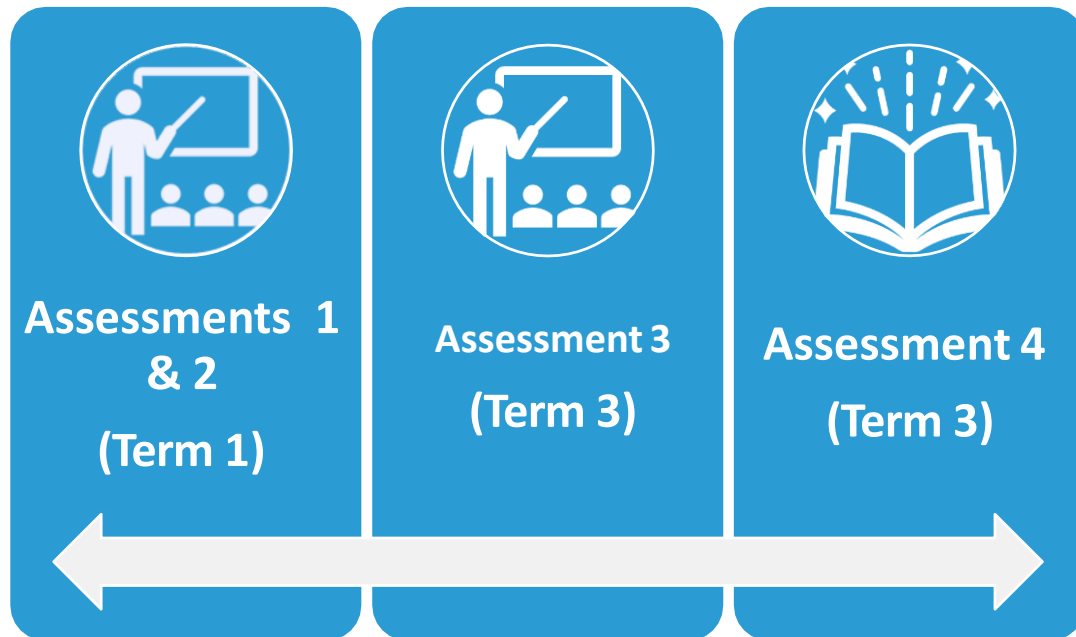 Assessments 1
& 2
(Term 1)
Assessment 3
(Term 3)
Assessment 4
(Term 3)